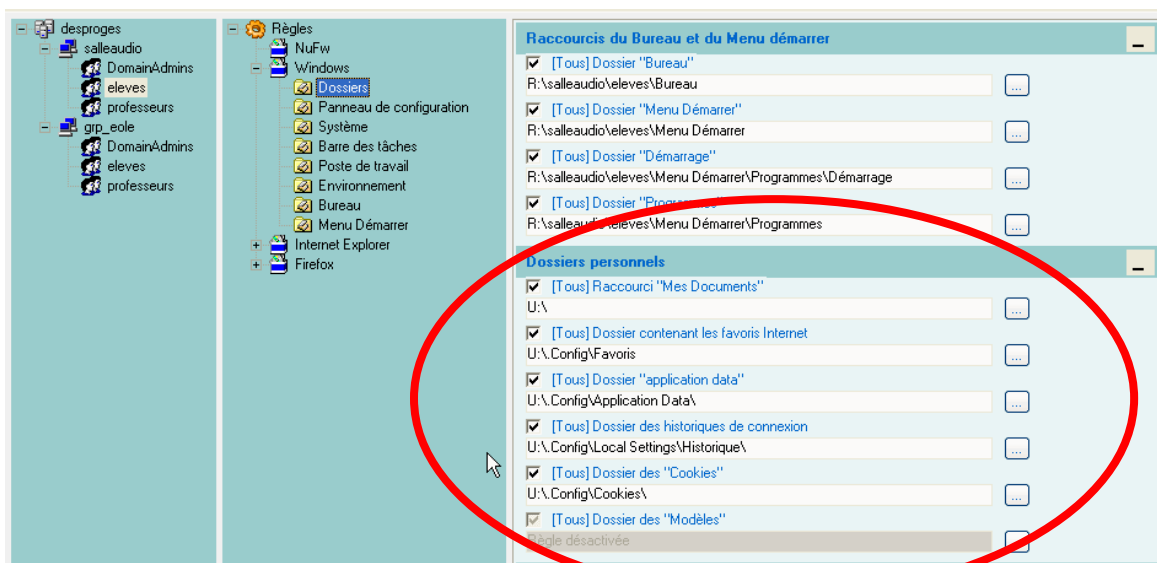 desproges
salleaudio
DomainAdmins
eleves
professeurs
grp_eole
DomainAdmins
eleves
professeurs
Règles
NuFw
Windows
Dossiers
Panneau de configuration
Système
Barre des tâches
Poste de travail
Environnement
Bureau
Menu Démarrer
Internet Explorer
Firefox
Raccourcis du Bureau et du Menu démarrer
[Tous] Dossier "Bureau"
R:\salleaudio\eleves\Bureau
...
[Tous] Dossier "Menu Démarrer"
R:\salleaudio\eleves\Menu Démarrer
...
[Tous] Dossier "Démarrage"
R:\salleaudio\eleves\Menu Démarrer\Programmes\Démarrage
...
[Tous] Dossier "Programmes"
R:\salleaudio\eleves\Menu Démarrer\Programmes
...
Dossiers personnels
[Tous] Raccourci "Mes Documents"
U:\
...
[Tous] Dossier contenant les favoris Internet
U:\.Config\Favoris
...
[Tous] Dossier "application data"
U:\.Config\Application Data\
...
[Tous] Dossier des historiques de connexion
U:\.Config\Local Settings\Historique\
...
[Tous] Dossier des "Cookies"
U:\.Config\Cookies\
...
[Tous] Dossier des "Modèles"
Règle désactivée
...